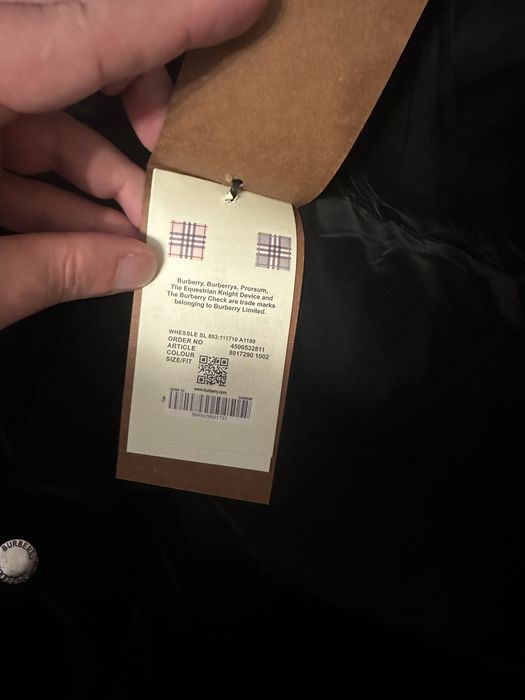 Burberry, Burberrys, Prorsum,
The Equestrian Knight Device and
The Burberry Check are trade marks
belonging to Burberry Limited.
WHESSLE SL 803:111710 A1189
ORDER NO 4500532811
ARTICLE 8017290 1002
COLOUR
SIZE/FIT
www.burberry.com
BURBERRY